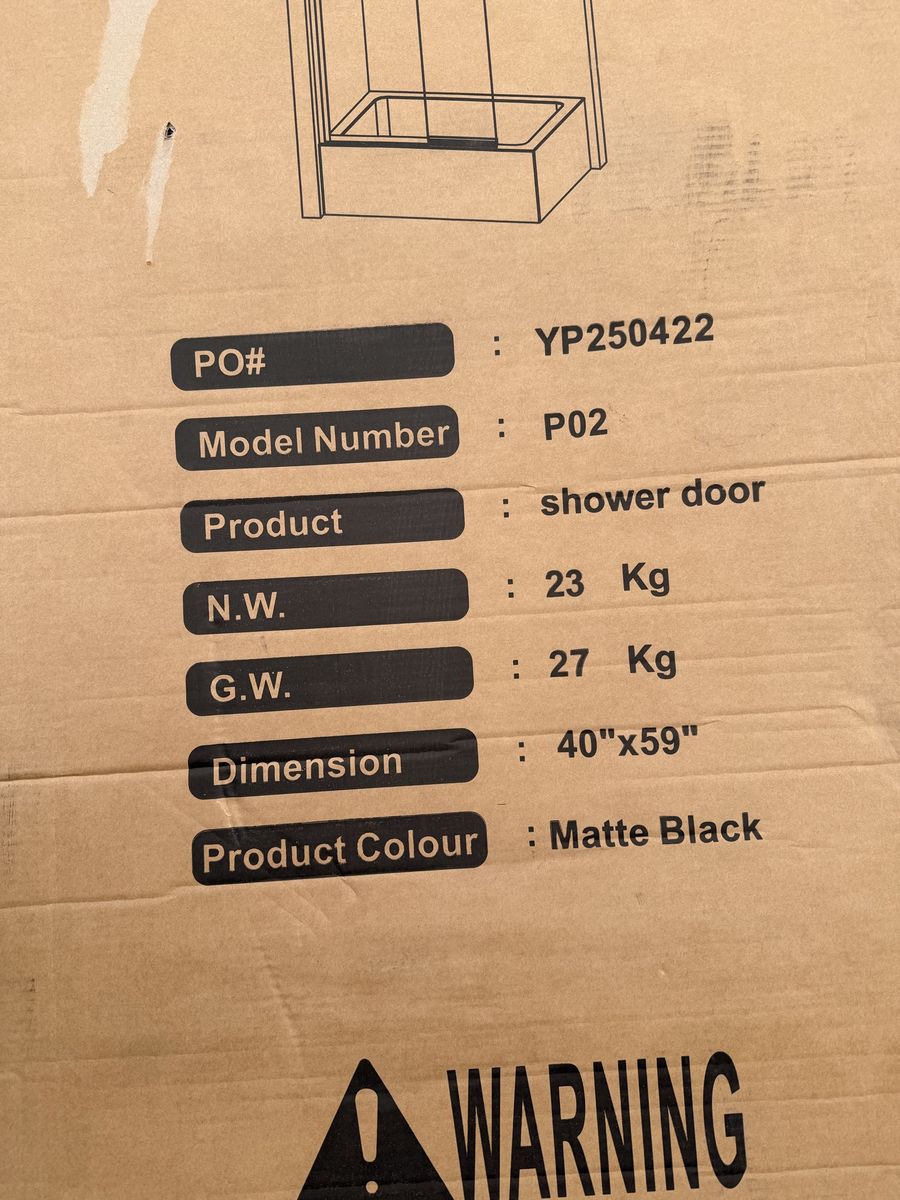 PO# : YP250422
Model Number : P02
Product : shower door
N.W. : 23 Kg
G.W. : 27 Kg
Dimension : 40"x59"
Product Colour : Matte Black
WARNING